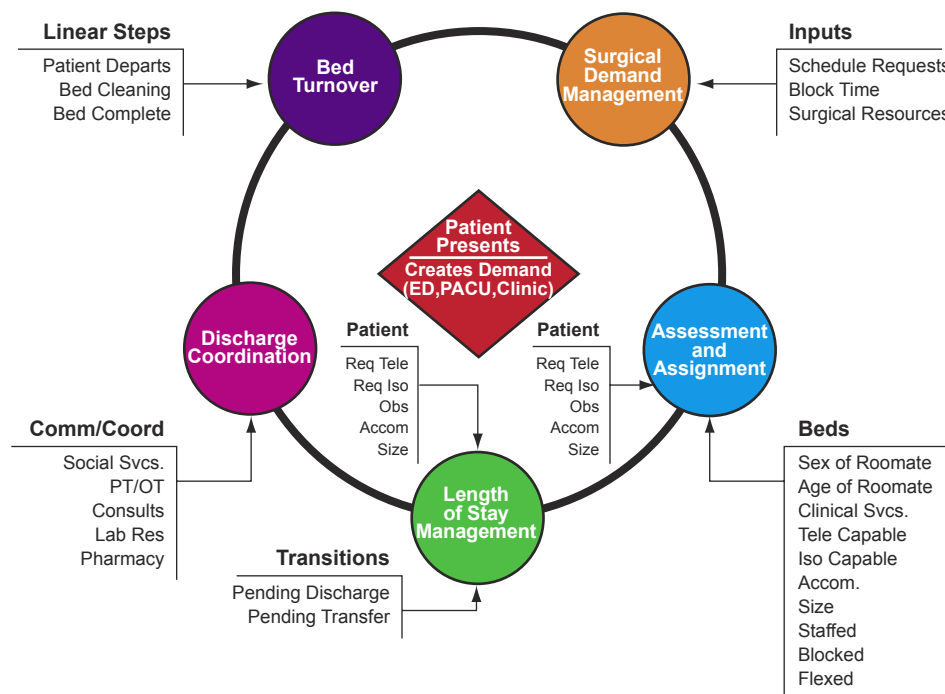 Linear Steps
Patient Departs
Bed Cleaning
Bed Complete
Bed
Turnover
Surgical
Demand
Management
Inputs
Schedule Requests
Block Time
Surgical Resources
Patient
Presents
Creates Demand
(ED,PACU,Clinic)
Discharge
Coordination
Patient
Req Tele
Req Iso
Obs
Accom
Size
Patient
Req Tele
Req Iso
Obs
Accom
Size
Assessment
and
Assignment
Comm/Coord
Social Svcs.
PT/OT
Consults
Lab Res
Pharmacy
Length
of Stay
Management
Transitions
Pending Discharge
Pending Transfer
Beds
Sex of Roomate
Age of Roomate
Clinical Svcs.
Tele Capable
Iso Capable
Accom.
Size
Staffed
Blocked
Flexed